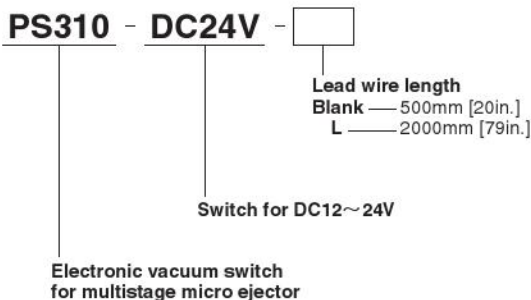 PS310 - DC24V -
Lead wire length
Blank — 500mm [20in.]
L — 2000mm [79in.]
Switch for DC12～24V
Electronic vacuum switch
for multistage micro ejector